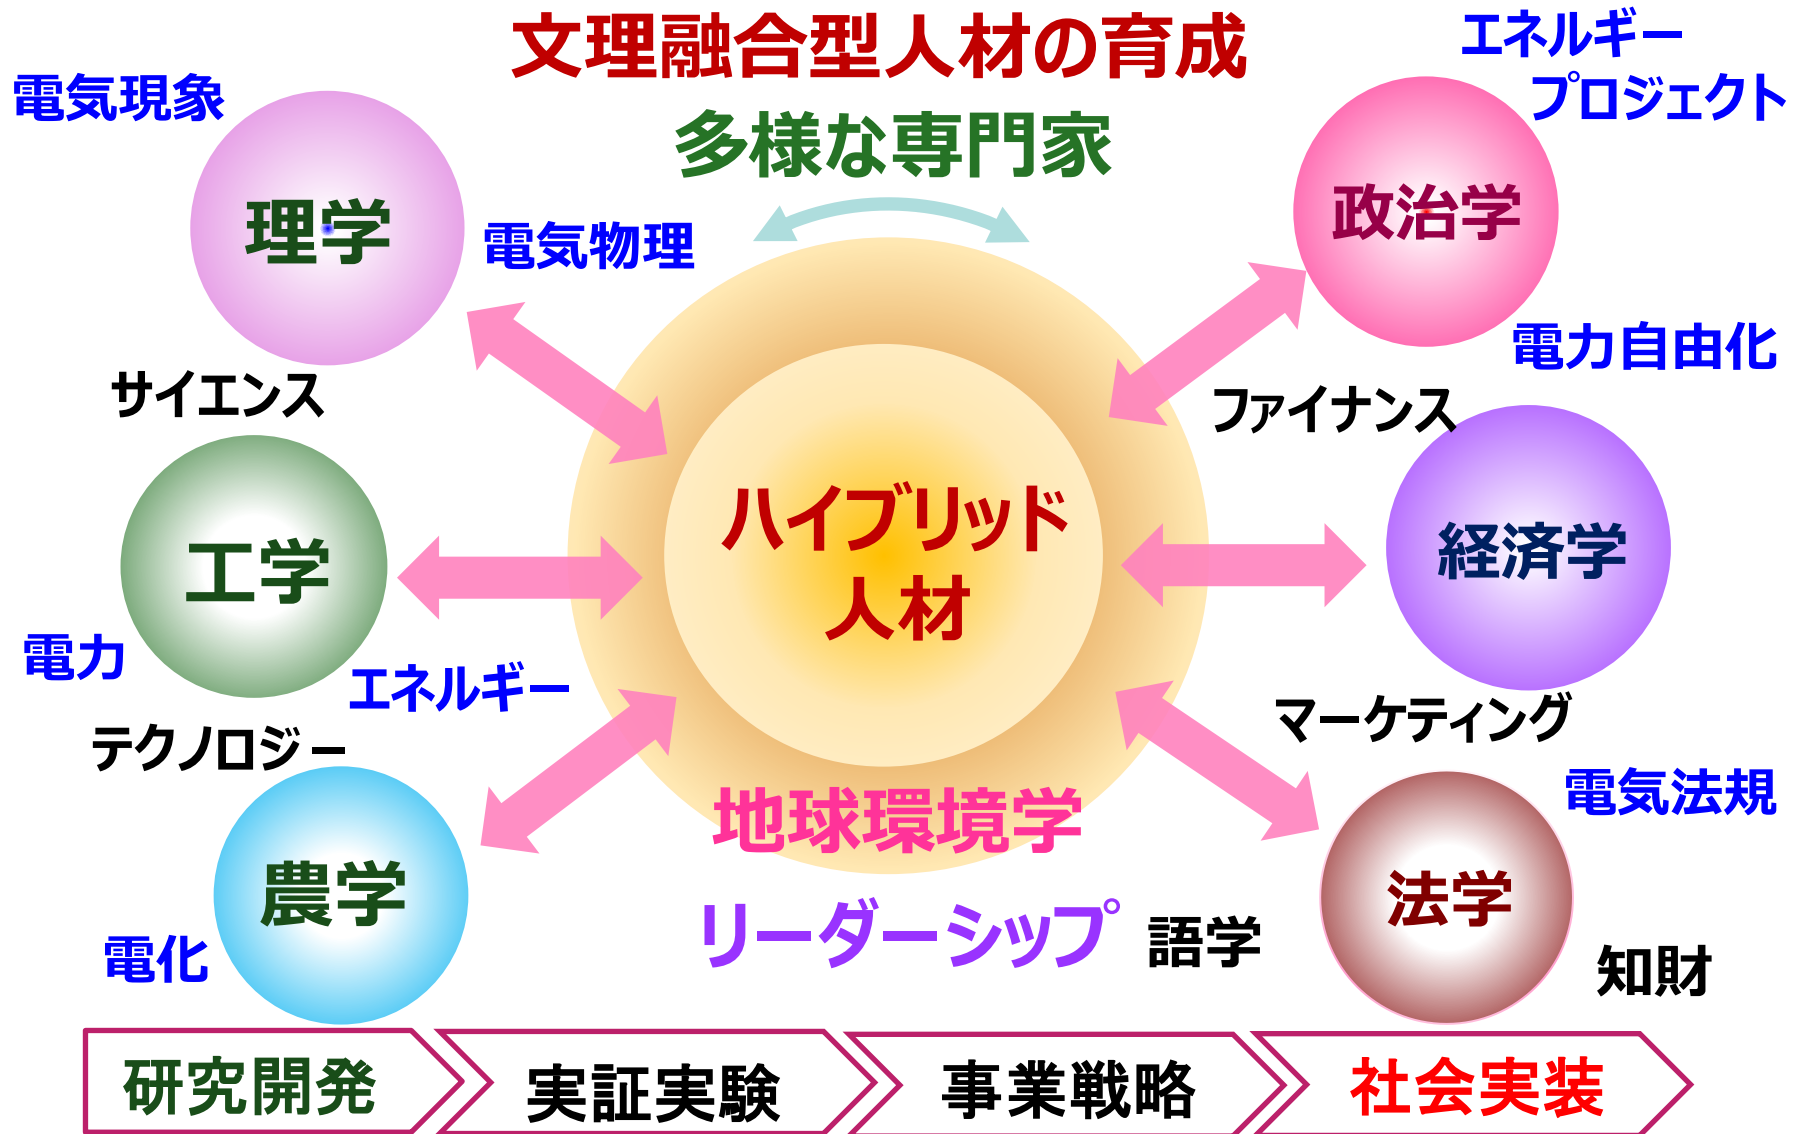 文理融合型人材の育成
多様な専門家
エネルギー
プロジェクト
電気現象
理学
電気物理
政治学
電力自由化
サイエンス
ファイナンス
工学
ハイブリッド
人材
経済学
電力
エネルギー
テクノロジー
マーケティング
電気法規
地球環境学
農学
法学
リーダーシップ
語学
電化
知財
研究開発
実証実験
事業戦略
社会実装